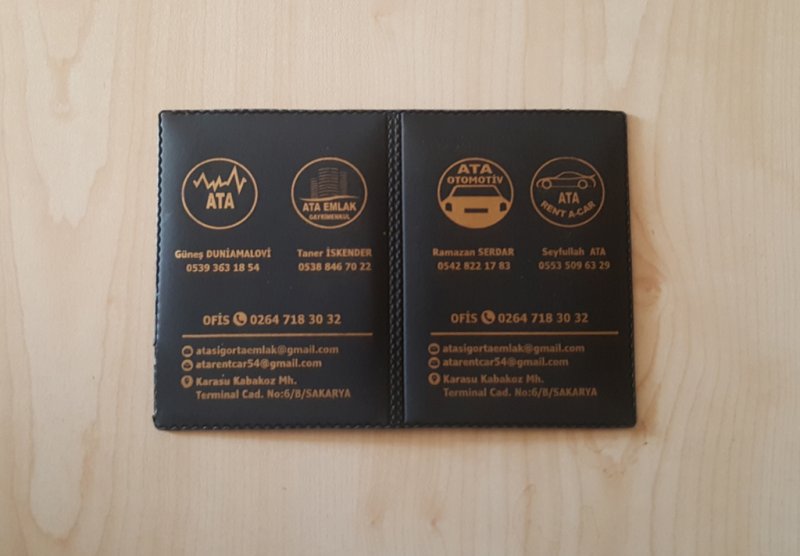 ATA
ATA EMLAK
GAYRİMENKUL
Güneş DUNİAMALOVİ
0539 363 18 54
Taner İSKENDER
0538 846 70 22
OFİS 0264 718 30 32
atasigortaemlak@gmail.com
atarentcar54@gmail.com
Karasu Kabakoz Mh.
Terminal Cad. No:6/B/SAKARYA
ATA
OTOMOTİV
ATA
RENT A-CAR
Ramazan SERDAR
0542 822 17 83
Seyfullah ATA
0553 509 63 29
OFİS 0264 718 30 32
atasigortaemlak@gmail.com
atarentcar54@gmail.com
Karasu Kabakoz Mh.
Terminal Cad. No:6/B/SAKARYA